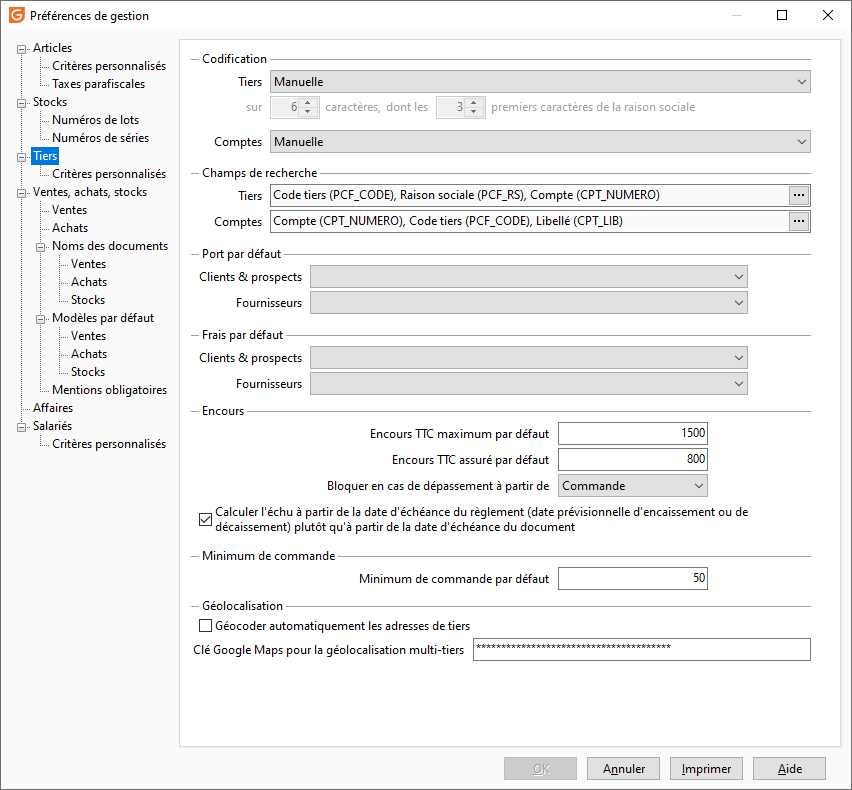 Préférences de gestion
Articles
Critères personnalisés
Taxes parafiscales
Stocks
Numéros de lots
Numéros de séries
Tiers
Critères personnalisés
Ventes, achats, stocks
Ventes
Achats
Noms des documents
Ventes
Achats
Stocks
Modèles par défaut
Ventes
Achats
Stocks
Mentions obligatoires
Affaires
Salariés
Critères personnalisés
Codification
Tiers Manuelle
sur 6 caractères, dont les 3 premiers caractères de la raison sociale
Comptes Manuelle
Champs de recherche
Tiers Code tiers (PCF_CODE), Raison sociale (PCF_RS), Compte (CPT_NUMERO) ...
Comptes Compte (CPT_NUMERO), Code tiers (PCF_CODE), Libellé (CPT_LIB) ...
Port par défaut
Clients & prospects
Fournisseurs
Frais par défaut
Clients & prospects
Fournisseurs
Encours
Encours TTC maximum par défaut 1500
Encours TTC assuré par défaut 800
Bloquer en cas de dépassement à partir de Commande
Calculer l'échu à partir de la date d'échéance du règlement (date prévisionnelle d'encaissement ou de
décaissement) plutôt qu'à partir de la date d'échéance du document
Minimum de commande
Minimum de commande par défaut 50
Géolocalisation
Géocoder automatiquement les adresses de tiers
Clé Google Maps pour la géolocalisation multi-tiers ***************************************
OK Annuler Imprimer Aide